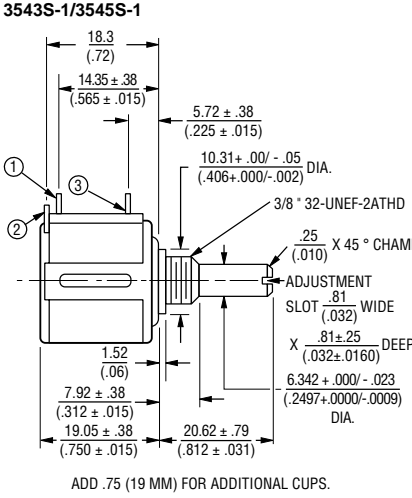 3543S-1/3545S-1
18.3
(.72)
14.35 ± .38
(.565 ± .015)
5.72 ± .38
(.225 ± .015)
10.31+ .00/ - .05
(.406+.000/-.002) DIA.
1
3
2
3/8 " 32-UNEF-2ATHD
.25
(.010) X 45 ° CHAM
ADJUSTMENT
SLOT .81
(.032) WIDE
X .81±.25
(.032±.0160) DEEP
1.52
(.06)
7.92 ± .38
(.312 ± .015)
6.342 + .000/ - .023
(.2497+.0000/-.0009)
DIA.
19.05 ± .38
(.750 ± .015)
20.62 ± .79
(.812 ± .031)
ADD .75 (19 MM) FOR ADDITIONAL CUPS.